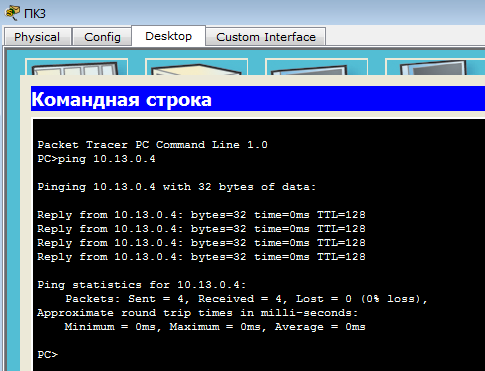 ПК3
Physical Config Desktop Custom Interface
Командная строка
Packet Tracer PC Command Line 1.0
PC>ping 10.13.0.4
Pinging 10.13.0.4 with 32 bytes of data:
Reply from 10.13.0.4: bytes=32 time=0ms TTL=128
Reply from 10.13.0.4: bytes=32 time=0ms TTL=128
Reply from 10.13.0.4: bytes=32 time=0ms TTL=128
Reply from 10.13.0.4: bytes=32 time=0ms TTL=128
Ping statistics for 10.13.0.4:
Packets: Sent = 4, Received = 4, Lost = 0 (0% loss),
Approximate round trip times in milli-seconds:
Minimum = 0ms, Maximum = 0ms, Average = 0ms
PC>